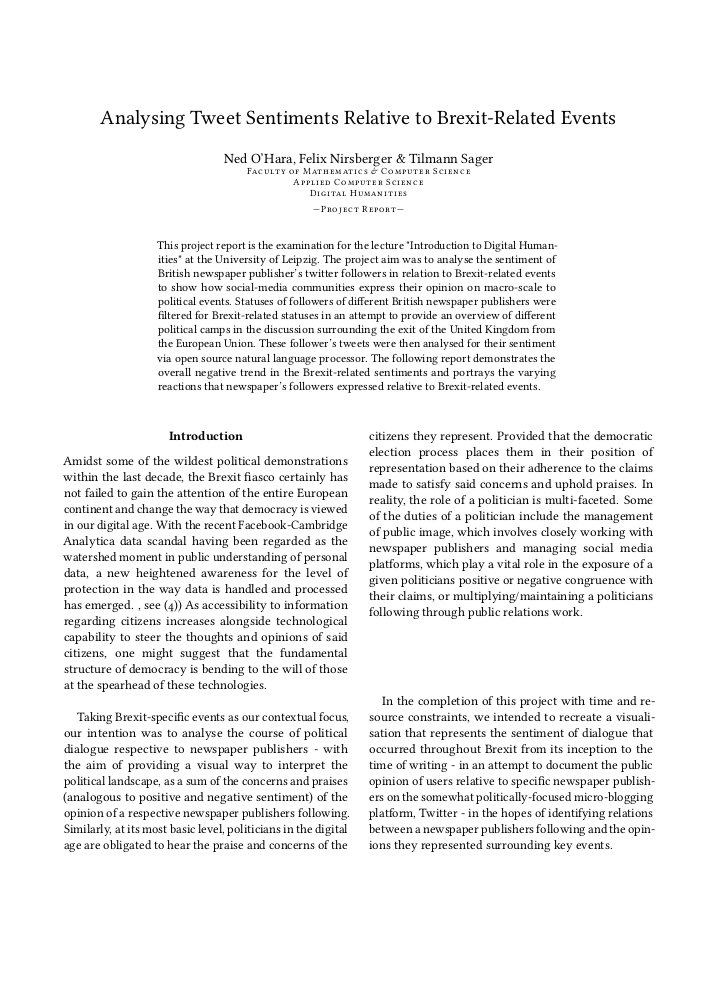 Analysing Tweet Sentiments Relative to Brexit-Related Events
Ned O'Hara, Felix Nirsberger & Tilmann Sager
Faculty of Mathematics & Computer Science
Applied Computer Science
Digital Humanities
—Project Report—
This project report is the examination for the lecture "Introduction to Digital Human-
ities" at the University of Leipzig. The project aim was to analyse the sentiment of
British newspaper publisher's twitter followers in relation to Brexit-related events
to show how social-media communities express their opinion on macro-scale to
political events. Statuses of followers of different British newspaper publishers were
filtered for Brexit-related statuses in an attempt to provide an overview of different
political camps in the discussion surrounding the exit of the United Kingdom from
the European Union. These follower's tweets were then analysed for their sentiment
via open source natural language processor. The following report demonstrates the
overall negative trend in the Brexit-related sentiments and portrays the varying
reactions that newspaper's followers expressed relative to Brexit-related events.
Introduction
Amidst some of the wildest political demonstrations
within the last decade, the Brexit fiasco certainly has
not failed to gain the attention of the entire European
continent and change the way that democracy is viewed
in our digital age. With the recent Facebook-Cambridge
Analytica data scandal having been regarded as the
watershed moment in public understanding of personal
data, a new heightened awareness for the level of
protection in the way data is handled and processed
has emerged. , see (4)) As accessibility to information
regarding citizens increases alongside technological
capability to steer the thoughts and opinions of said
citizens, one might suggest that the fundamental
structure of democracy is bending to the will of those
at the spearhead of these technologies.
Taking Brexit-specific events as our contextual focus,
our intention was to analyse the course of political
dialogue respective to newspaper publishers - with
the aim of providing a visual way to interpret the
political landscape, as a sum of the concerns and praises
(analogous to positive and negative sentiment) of the
opinion of a respective newspaper publishers following.
Similarly, at its most basic level, politicians in the digital
age are obligated to hear the praise and concerns of the
citizens they represent. Provided that the democratic
election process places them in their position of
representation based on their adherence to the claims
made to satisfy said concerns and uphold praises. In
reality, the role of a politician is multi-faceted. Some
of the duties of a politician include the management
of public image, which involves closely working with
newspaper publishers and managing social media
platforms, which play a vital role in the exposure of a
given politicians positive or negative congruence with
their claims, or multiplying/maintaining a politicians
following through public relations work.
In the completion of this project with time and re-
source constraints, we intended to recreate a visuali-
sation that represents the sentiment of dialogue that
occurred throughout Brexit from its inception to the
time of writing - in an attempt to document the public
opinion of users relative to specific newspaper publish-
ers on the somewhat politically-focused micro-blogging
platform, Twitter - in the hopes of identifying relations
between a newspaper publishers following and the opin-
ions they represented surrounding key events.